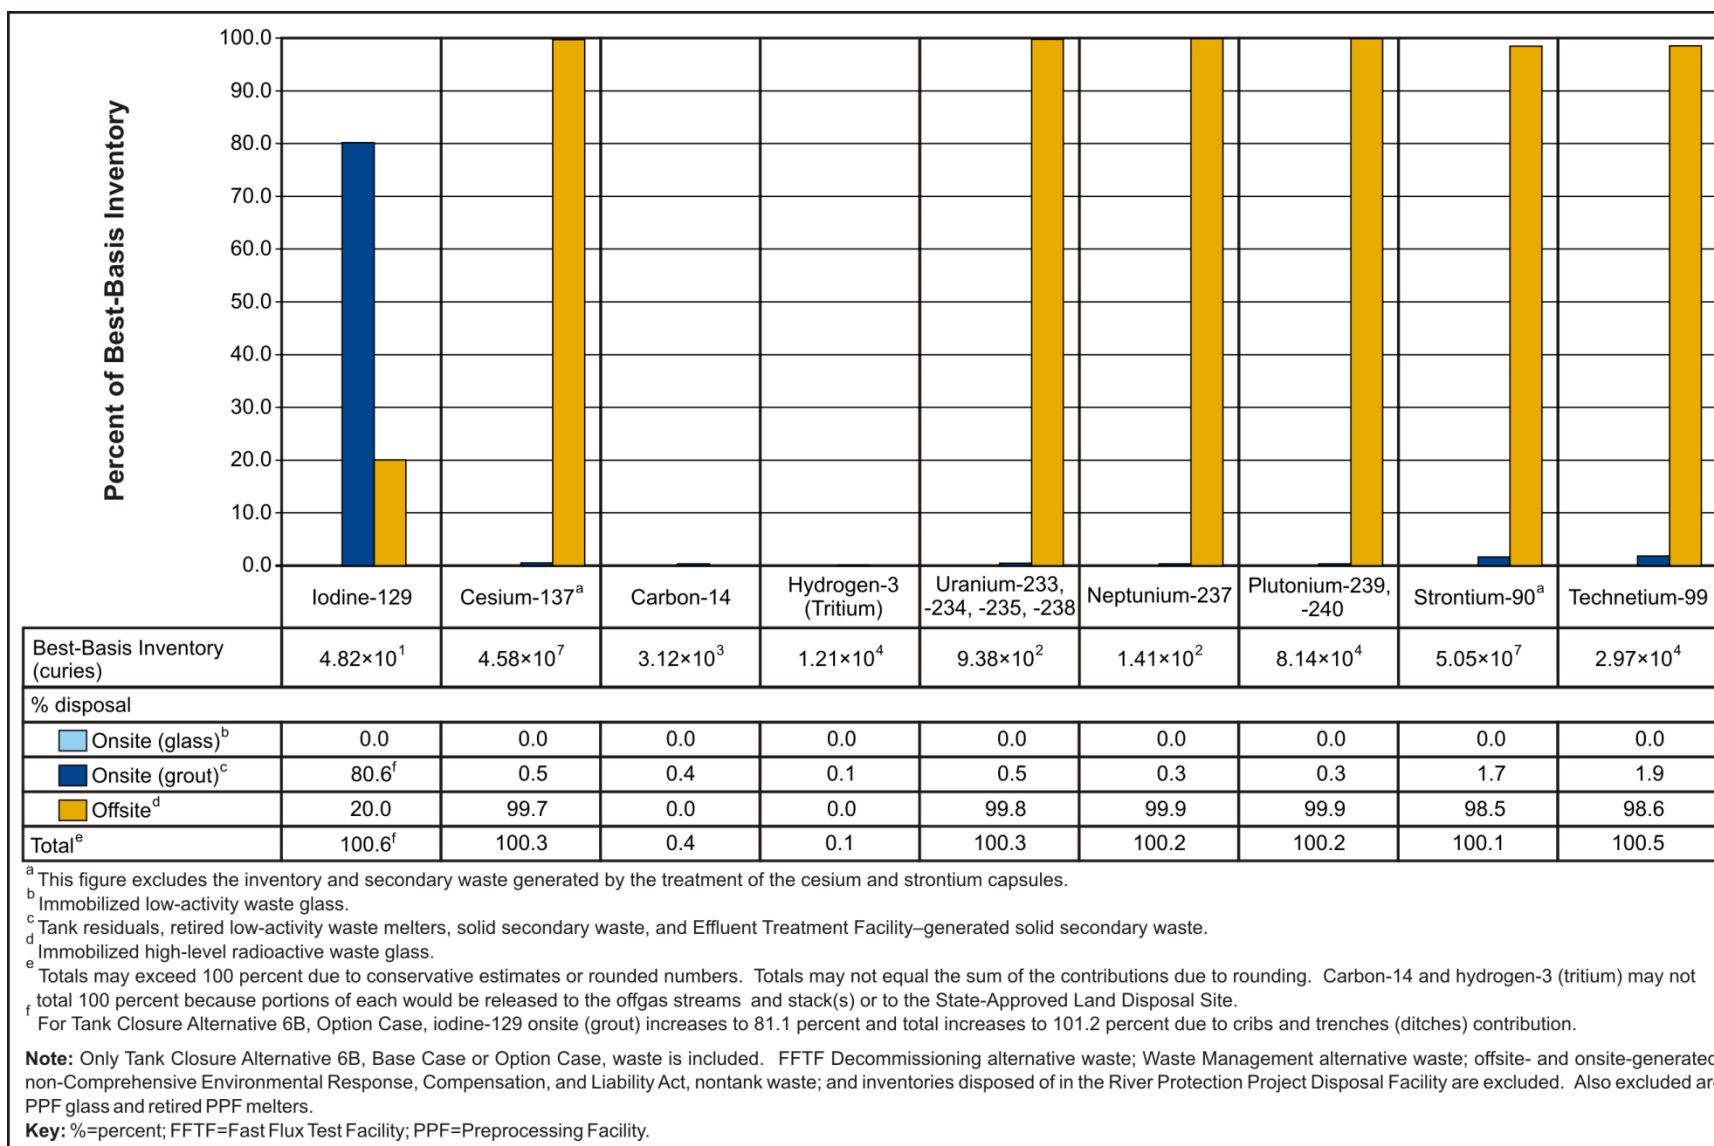 Percent of Best-Basis Inventory
100.0
90.0
80.0
70.0
60.0
50.0
40.0
30.0
20.0
10.0
0.0
Iodine-129 Cesium-137ᵃ Carbon-14 Hydrogen-3 (Tritium) Uranium-233, -234, -235, -238 Neptunium-237 Plutonium-239, -240 Strontium-90ᵃ Technetium-99
Best-Basis Inventory (curies) 4.82×10¹ 4.58×10⁷ 3.12×10³ 1.21×10⁴ 9.38×10² 1.41×10² 8.14×10⁴ 5.05×10⁷ 2.97×10⁴
% disposal
Onsite (glass)ᵇ 0.0 0.0 0.0 0.0 0.0 0.0 0.0 0.0 0.0
Onsite (grout)ᶜ 80.6ᶠ 0.5 0.4 0.1 0.5 0.3 0.3 1.7 1.9
Offsiteᵈ 20.0 99.7 0.0 0.0 99.8 99.9 99.9 98.5 98.6
Totalᵉ 100.6ᶠ 100.3 0.4 0.1 100.3 100.2 100.2 100.1 100.5
ᵃ This figure excludes the inventory and secondary waste generated by the treatment of the cesium and strontium capsules.
ᵇ Immobilized low-activity waste glass.
ᶜ Tank residuals, retired low-activity waste melters, solid secondary waste, and Effluent Treatment Facility–generated solid secondary waste.
ᵈ Immobilized high-level radioactive waste glass.
ᵉ Totals may exceed 100 percent due to conservative estimates or rounded numbers. Totals may not equal the sum of the contributions due to rounding. Carbon-14 and hydrogen-3 (tritium) may not
total 100 percent because portions of each would be released to the offgas streams and stack(s) or to the State-Approved Land Disposal Site.
ᶠ For Tank Closure Alternative 6B, Option Case, iodine-129 onsite (grout) increases to 81.1 percent and total increases to 101.2 percent due to cribs and trenches (ditches) contribution.
Note: Only Tank Closure Alternative 6B, Base Case or Option Case, waste is included. FFTF Decommissioning alternative waste; Waste Management alternative waste; offsite- and onsite-generated
non-Comprehensive Environmental Response, Compensation, and Liability Act, nontank waste; and inventories disposed of in the River Protection Project Disposal Facility are excluded. Also excluded are
PPF glass and retired PPF melters.
Key: %=percent; FFTF=Fast Flux Test Facility; PPF=Preprocessing Facility.